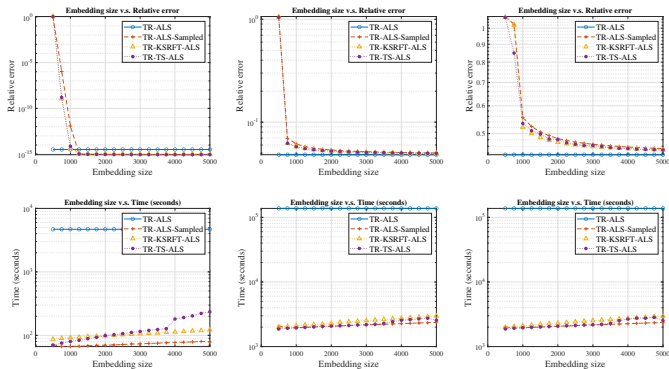 Embedding size v.s. Relative error
10^0
10^-5
10^-10
10^-15
Relative error
0 1000 2000 3000 4000 5000
Embedding size
TR-ALS
TR-ALS-Sampled
TR-KSRFT-ALS
TR-TS-ALS
Embedding size v.s. Relative error
10^0
10^-1
Relative error
0 1000 2000 3000 4000 5000
Embedding size
TR-ALS
TR-ALS-Sampled
TR-KSRFT-ALS
TR-TS-ALS
Embedding size v.s. Relative error
1
0.9
0.8
0.7
0.6
0.5
Relative error
0 1000 2000 3000 4000 5000
Embedding size
TR-ALS
TR-ALS-Sampled
TR-KSRFT-ALS
TR-TS-ALS
Embedding size v.s. Time (seconds)
10^4
10^3
10^2
Time (seconds)
0 1000 2000 3000 4000 5000
Embedding size
TR-ALS
TR-ALS-Sampled
TR-KSRFT-ALS
TR-TS-ALS
Embedding size v.s. Time (seconds)
10^5
10^4
10^3
Time (seconds)
0 1000 2000 3000 4000 5000
Embedding size
TR-ALS
TR-ALS-Sampled
TR-KSRFT-ALS
TR-TS-ALS
Embedding size v.s. Time (seconds)
10^5
10^4
10^3
Time (seconds)
0 1000 2000 3000 4000 5000
Embedding size
TR-ALS
TR-ALS-Sampled
TR-KSRFT-ALS
TR-TS-ALS